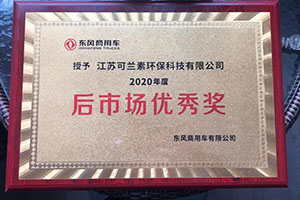 东风商用车
DONGFENG TRUCKS
授予 江苏可兰素环保科技有限公司
2020年度
后市场优秀奖
东风商用车有限公司